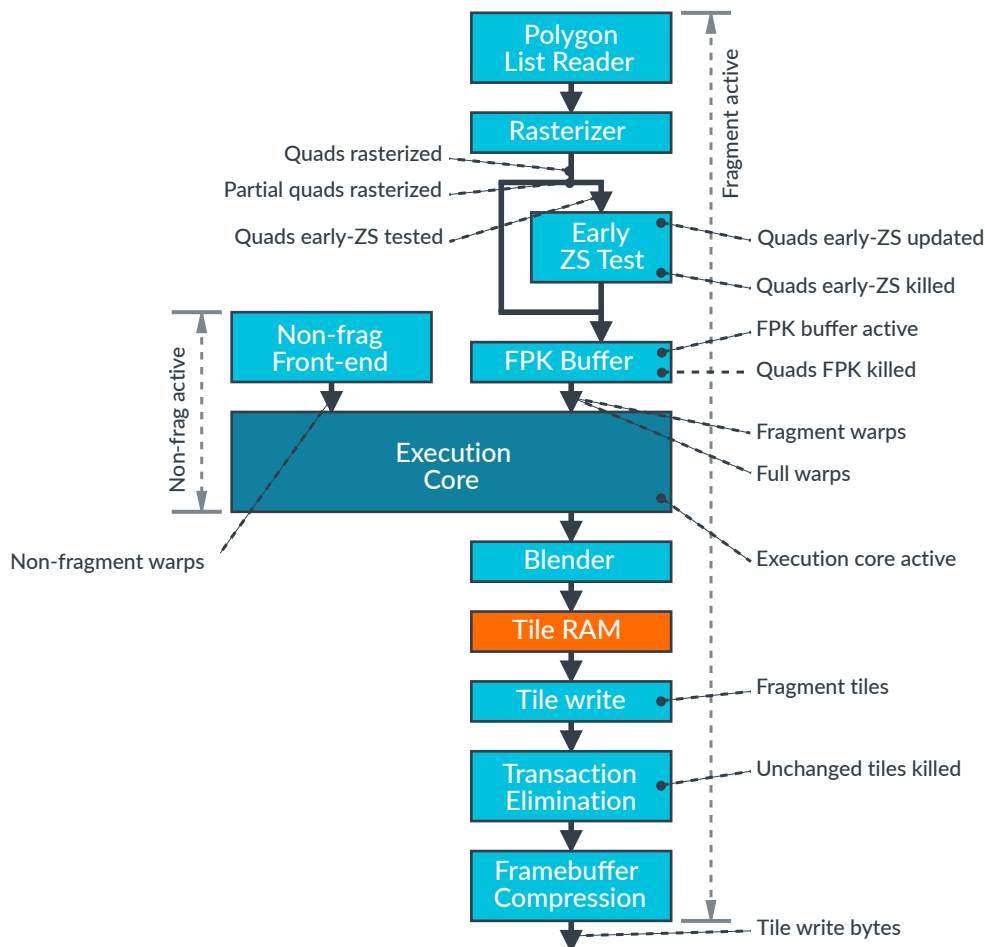 Polygon
List Reader
Fragment active
Rasterizer
Quads rasterized
Partial quads rasterized
Quads early-ZS tested
Early
ZS Test
Quads early-ZS updated
Quads early-ZS killed
Non-frag active
Non-frag
Front-end
FPK Buffer
FPK buffer active
Quads FPK killed
Fragment warps
Full warps
Execution
Core
Non-fragment warps
Execution core active
Blender
Tile RAM
Tile write
Fragment tiles
Transaction
Elimination
Unchanged tiles killed
Framebuffer
Compression
Tile write bytes